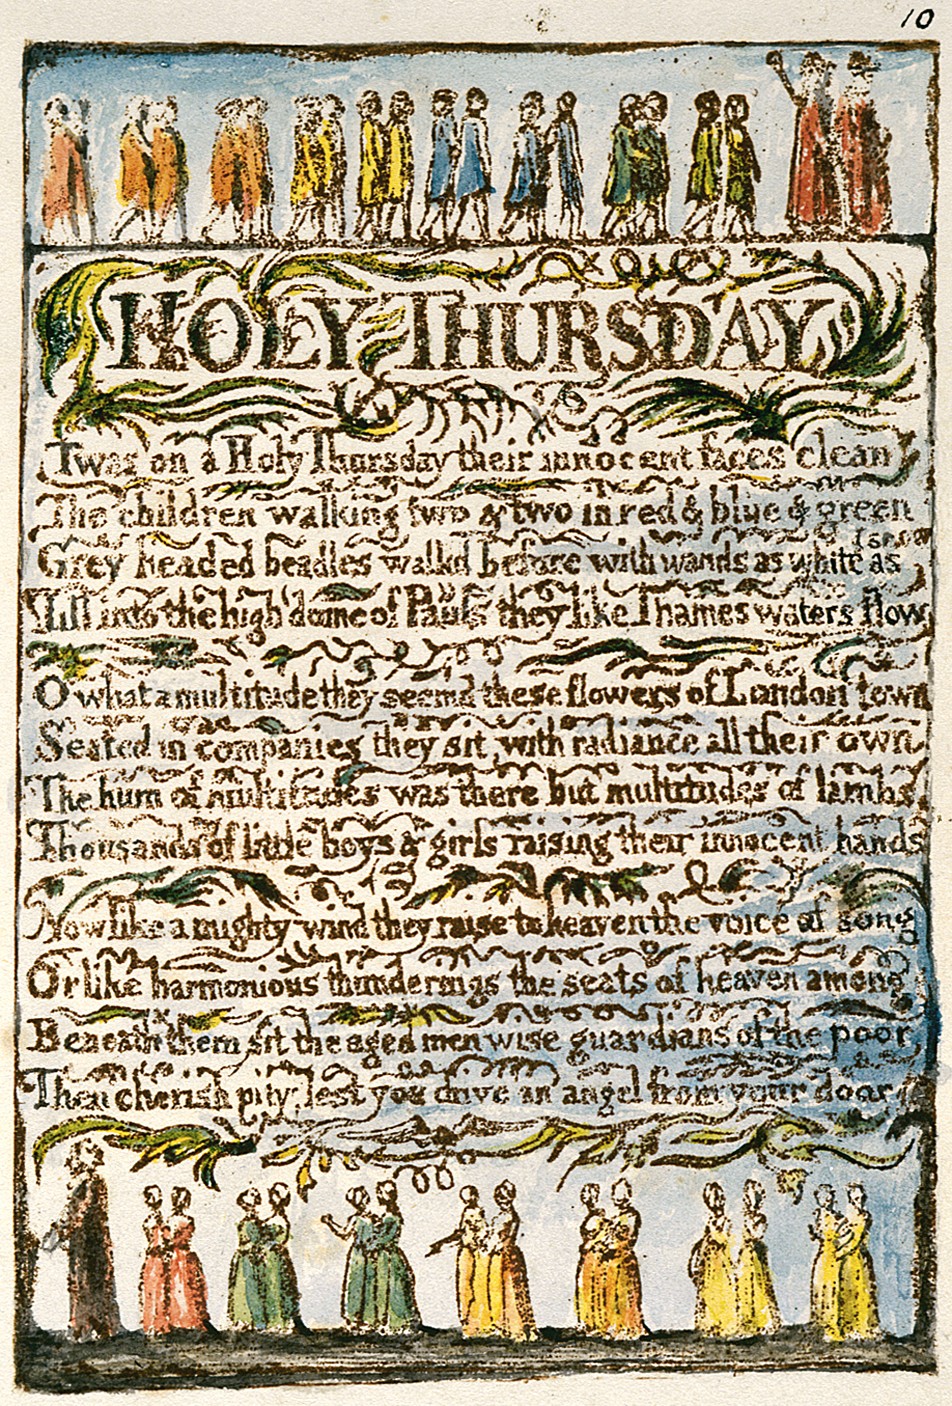 10
HOLY THURSDAY
Twas on a Holy Thursday their innocent faces clean
The children walking two & two in red & blue & green
Grey headed beadles walkd before with wands as white as snow
Till into the high dome of Pauls they like Thames waters flow
O what a multitude they seemd these flowers of London town
Seated in companies they sit with radiance all their own
The hum of multitudes was there but multitudes of lambs
Thousands of little boys & girls raising their innocent hands
Now like a mighty wind they raise to heaven the voice of song
Or like harmonious thunderings the seats of heaven among
Beneath them sit the aged men wise guardians of the poor
Then cherish pity, lest you drive an angel from your door